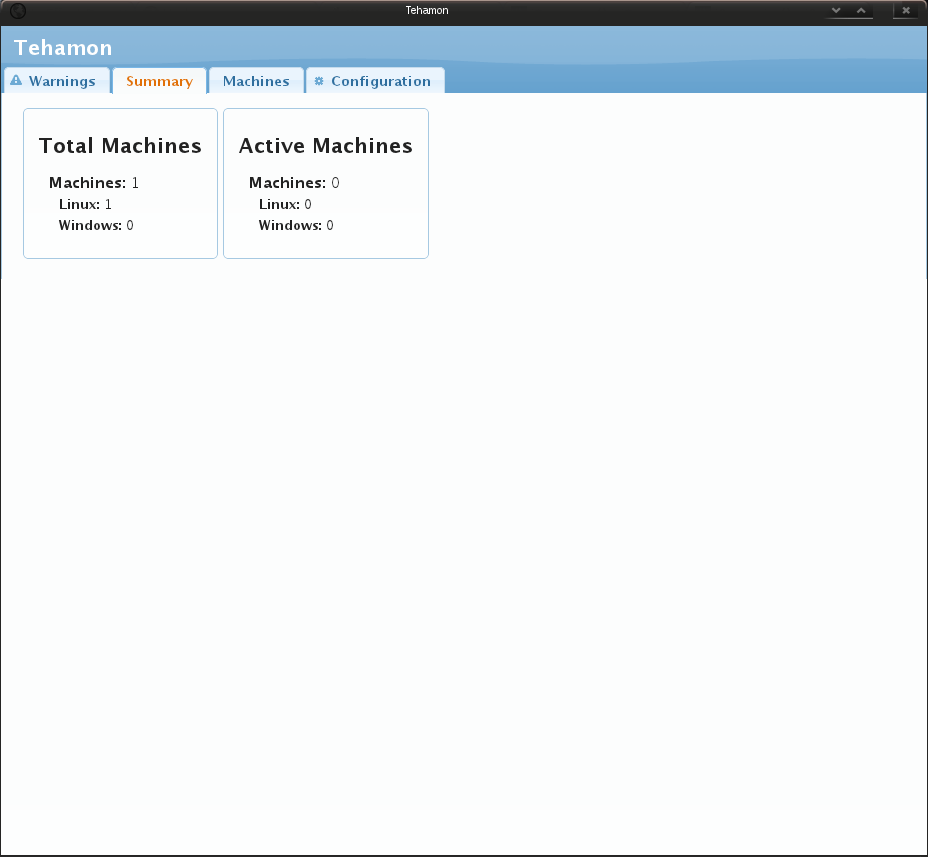 Tehamon
Tehamon
Warnings Summary Machines Configuration
Total Machines
Machines: 1
Linux: 1
Windows: 0
Active Machines
Machines: 0
Linux: 0
Windows: 0